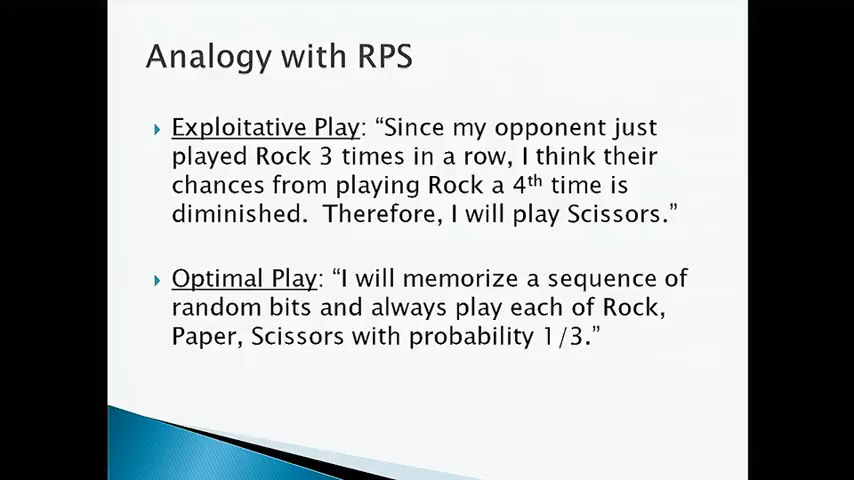 Analogy with RPS
Exploitative Play: “Since my opponent just
played Rock 3 times in a row, I think their
chances from playing Rock a 4th time is
diminished.  Therefore, I will play Scissors.”
Optimal Play: “I will memorize a sequence of
random bits and always play each of Rock,
Paper, Scissors with probability 1/3.”